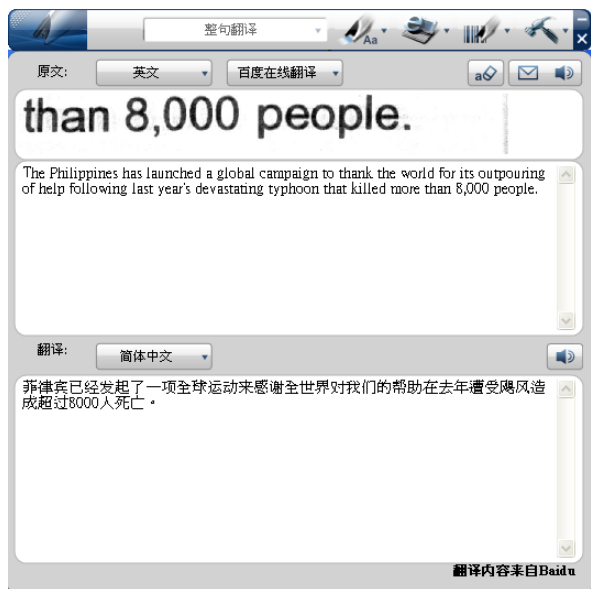 整句翻译
Aa
原文:
英文
百度在线翻译
a
than 8,000 people.
The Philippines has launched a global campaign to thank the world for its outpouring
of help following last year's devastating typhoon that killed more than 8,000 people.
翻译:
简体中文
菲律宾已经发起了一项全球运动来感谢全世界对我们的帮助在去年遭受飓风造
成超过8000人死亡。
翻译内容来自Baidu